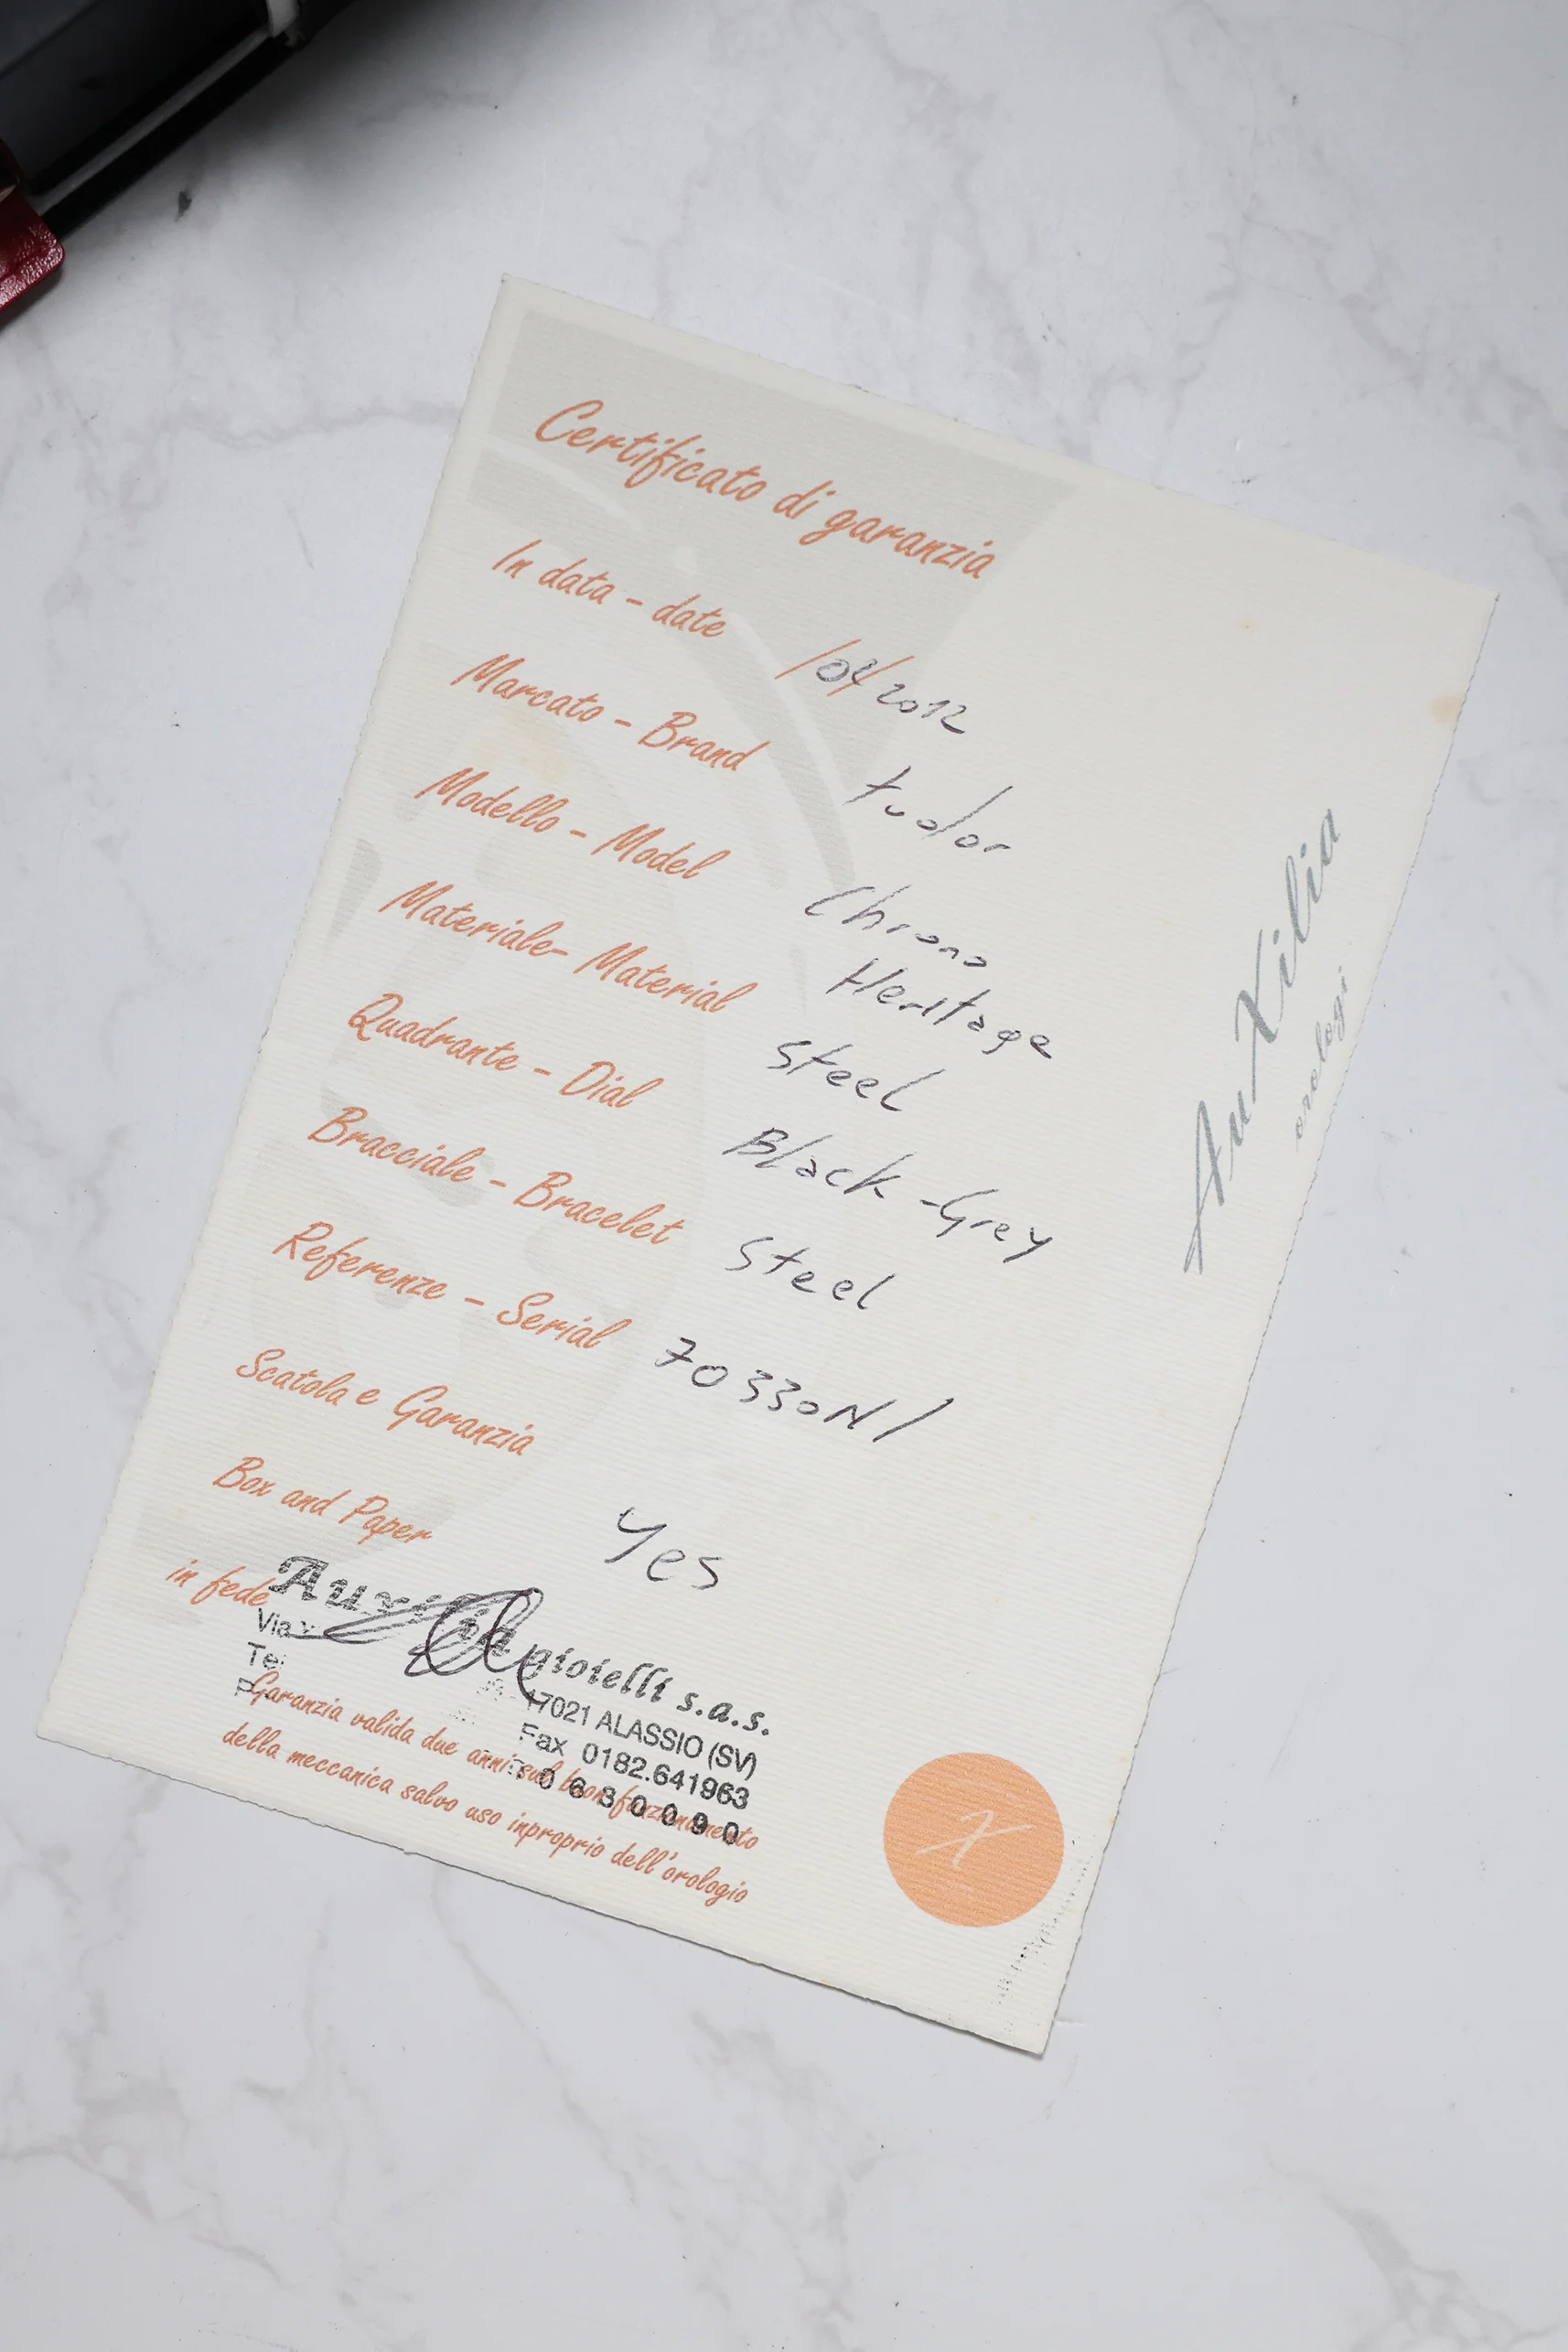 Certificato di garanzia
In data - date /04/2012
Marcato - Brand tudor
Modello - Model Chrono
Heritage
Materiale- Material Steel
Quadrante - Dial Black-Grey
Bracciale - Bracelet Steel
Referenze - Serial 70330N/
Scatola e Garanzia
Box and Paper yes
in fede
Auxilia gioielli s.a.s.
Via
17021 ALASSIO (SV)
Fax 0182.641963
Garanzia valida due anni sul buon funzionamento
della meccanica salvo uso inproprio dell'orologio
AuXilia
orologi
X